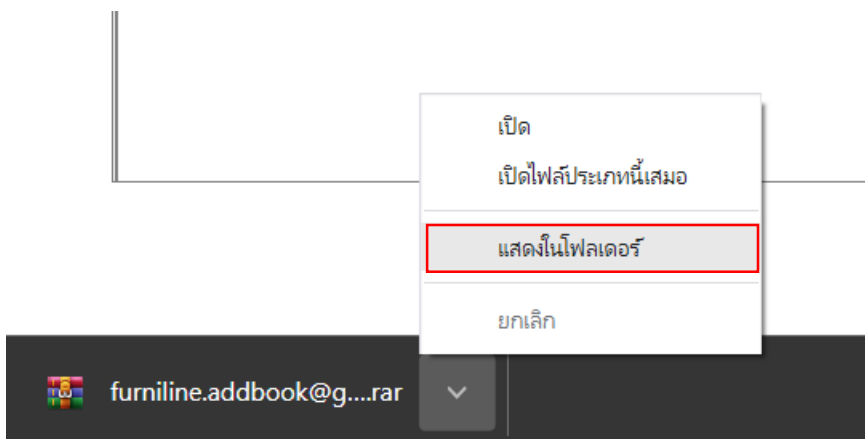 เปิด
เปิดไฟล์ประเภทนี้เสมอ
แสดงในโฟลเดอร์
ยกเลิก
furniline.addbook@g....rar